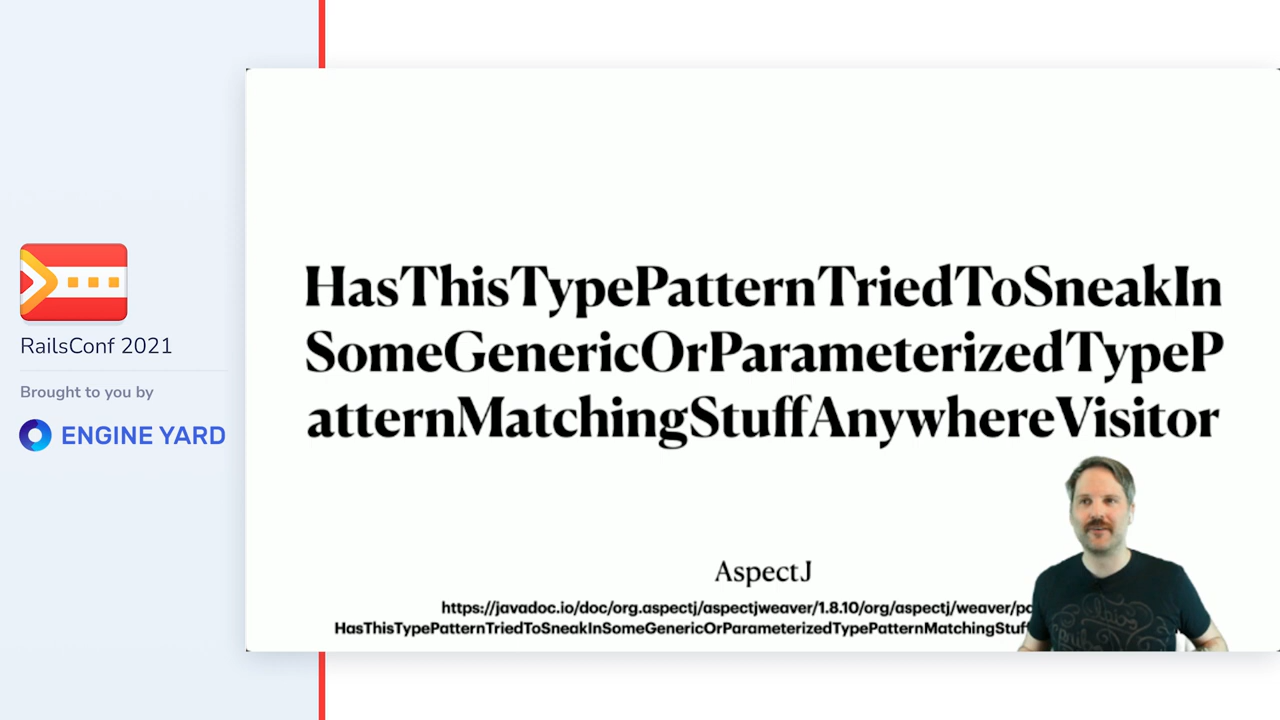 RailsConf 2021
Brought to you by
ENGINE YARD
HasThisTypePatternTriedToSneakIn
SomeGenericOrParameterizedTypeP
atternMatchingStuffAnywhereVisitor
AspectJ
https://javadoc.io/doc/org.aspectj/aspectjweaver/1.8.10/org/aspectj/weaver/pa
HasThisTypePatternTriedToSneakInSomeGenericOrParameterizedTypePatternMatchingStuff